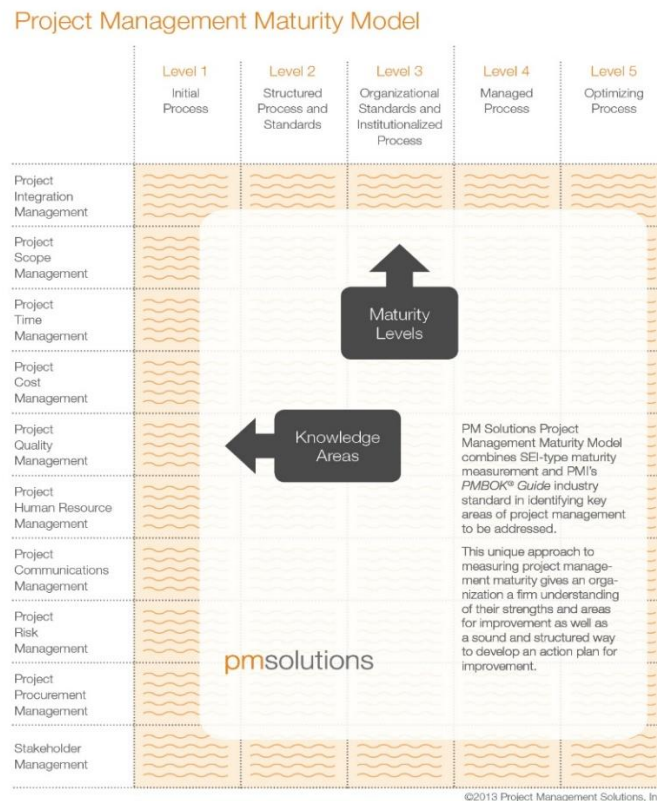 Project Management Maturity Model
Level 1
Level 2
Level 3
Level 4
Level 5
Initial
Process
Structured
Process and
Standards
Organizational
Standards and
Institutionalized
Process
Managed
Process
Optimizing
Process
Project
Integration
Management
Project
Scope
Management
Project
Time
Management
Project
Cost
Management
Project
Quality
Management
Project
Human Resource
Management
Project
Communications
Management
Project
Risk
Management
Project
Procurement
Management
Stakeholder
Management
Maturity
Levels
Knowledge
Areas
PM Solutions Project
Management Maturity Model
combines SEI-type maturity
measurement and PMI's
PMBOK® Guide industry
standard in identifying key
areas of project management
to be addressed.
This unique approach to
measuring project manage-
ment maturity gives an orga-
nization a firm understanding
of their strengths and areas
for improvement as well as
a sound and structured way
to develop an action plan for
improvement.
pmsolutions
©2013 Project Management Solutions, In